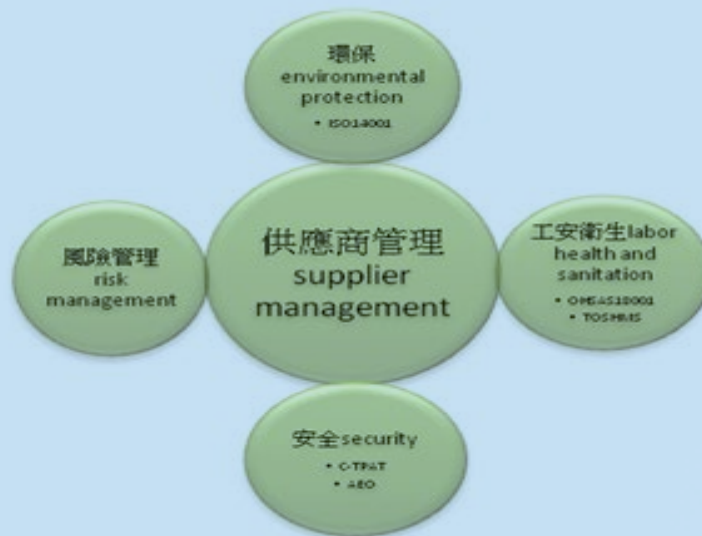 環保
environmental
protection
• ISO14001
風險管理
risk
management
供應商管理
supplier
management
工安衛生labor
health and
sanitation
• OHSAS18001
• TOSHMS
安全security
• C-TPAT
• AEO